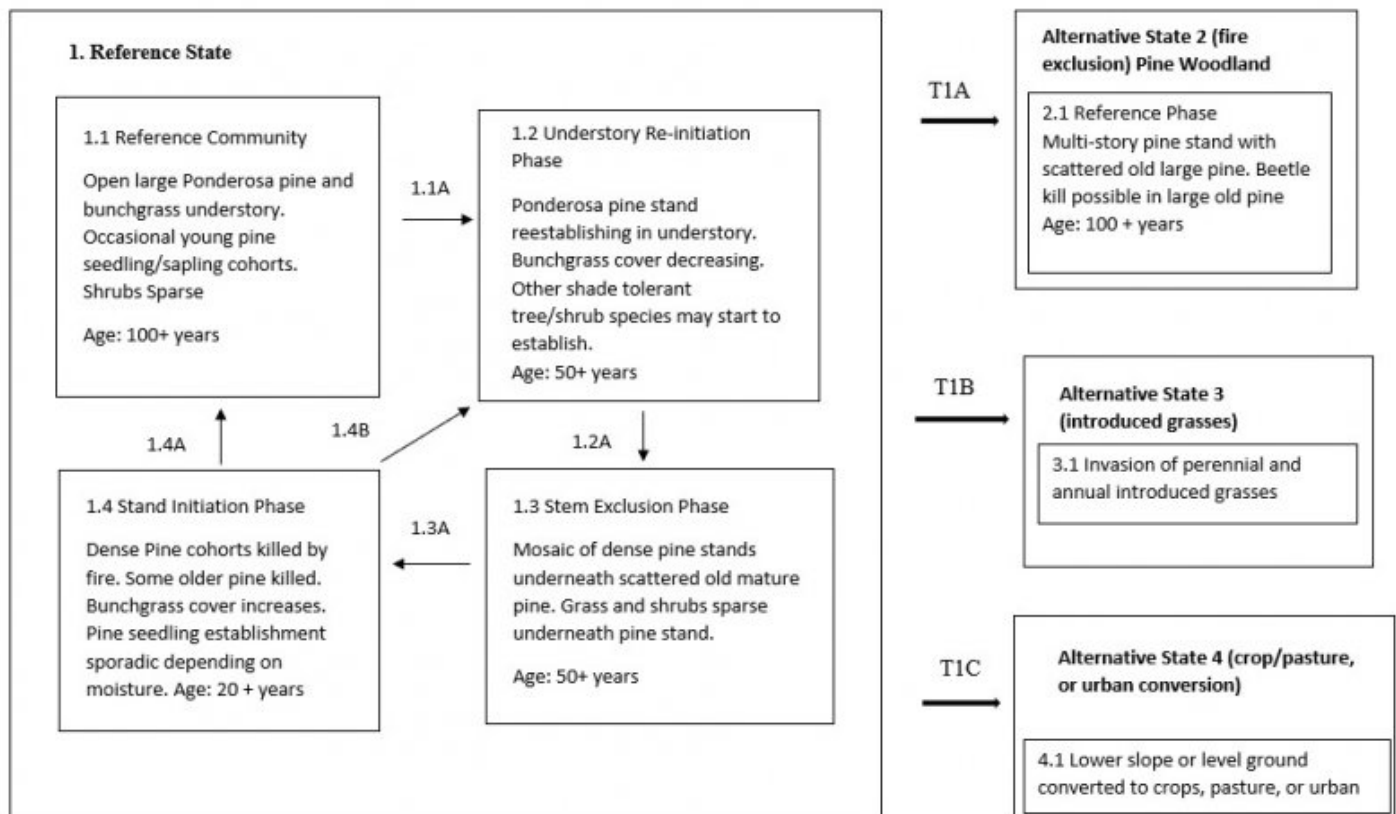 1. Reference State
1.1 Reference Community
Open large Ponderosa pine and
bunchgrass understory.
Occasional young pine
seedling/sapling cohorts.
Shrubs Sparse
Age: 100+ years
1.1A
1.2 Understory Re-initiation
Phase
Ponderosa pine stand
reestablishing in understory.
Bunchgrass cover decreasing.
Other shade tolerant
tree/shrub species may start to
establish.
Age: 50+ years
1.4A
1.4B
1.2A
1.4 Stand Initiation Phase
Dense Pine cohorts killed by
fire. Some older pine killed.
Bunchgrass cover increases.
Pine seedling establishment
sporadic depending on
moisture. Age: 20 + years
1.3A
1.3 Stem Exclusion Phase
Mosaic of dense pine stands
underneath scattered old mature
pine. Grass and shrubs sparse
underneath pine stand.
Age: 50+ years
T1A
Alternative State 2 (fire
exclusion) Pine Woodland
2.1 Reference Phase
Multi-story pine stand with
scattered old large pine. Beetle
kill possible in large old pine
Age: 100 + years
T1B
Alternative State 3
(introduced grasses)
3.1 Invasion of perennial and
annual introduced grasses
T1C
Alternative State 4 (crop/pasture,
or urban conversion)
4.1 Lower slope or level ground
converted to crops, pasture, or urban